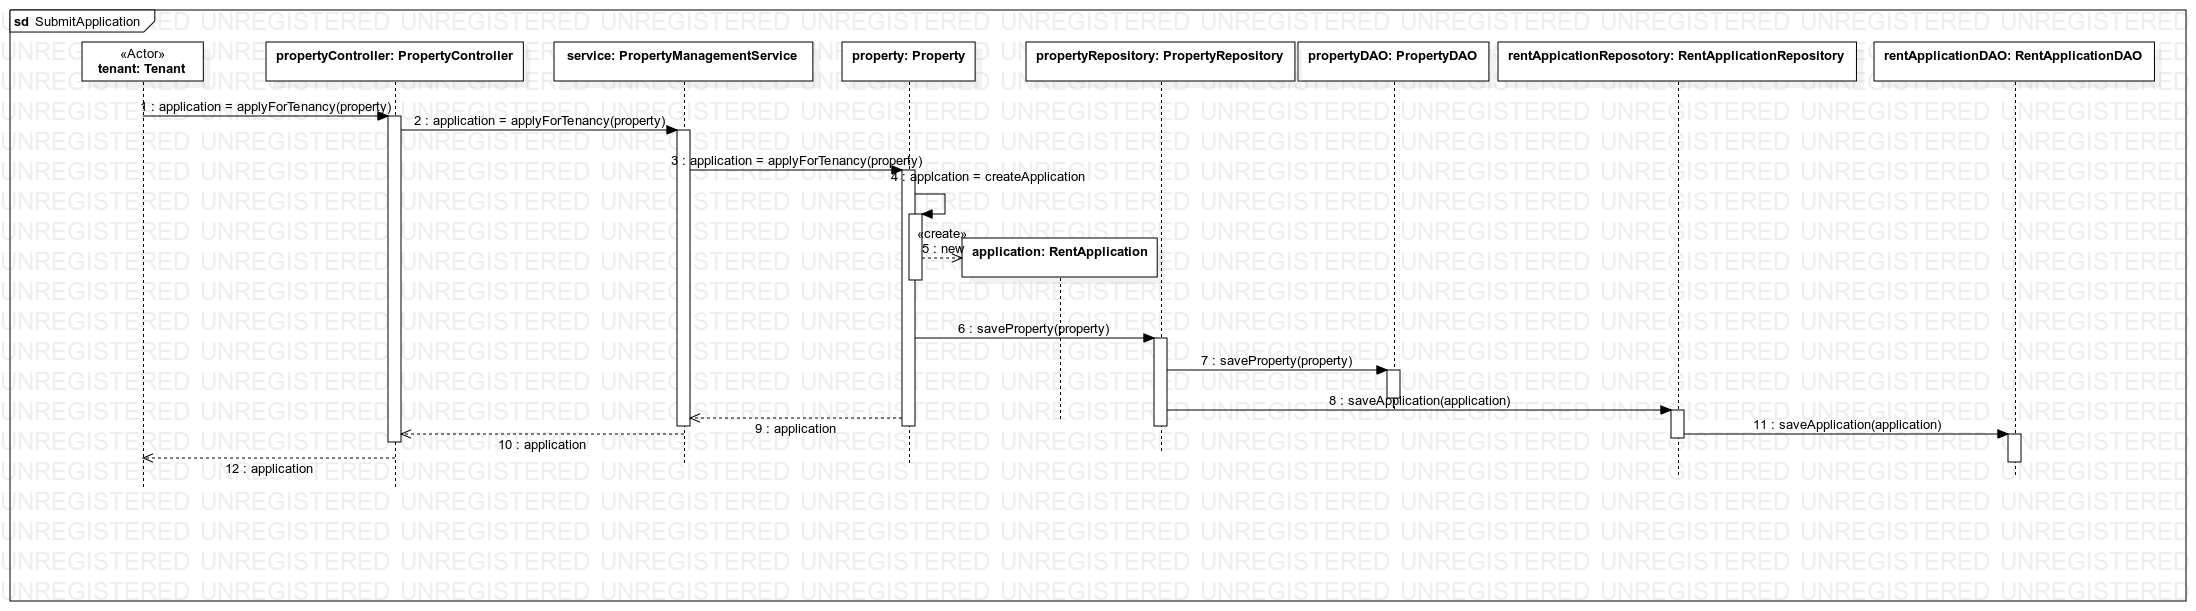 sd SubmitApplication
«Actor»
tenant: Tenant
propertyController: PropertyController
service: PropertyManagementService
property: Property
propertyRepository: PropertyRepository
propertyDAO: PropertyDAO
rentAppicationReposotory: RentApplicationRepository
rentApplicationDAO: RentApplicationDAO
1 : application = applyForTenancy(property)
2 : application = applyForTenancy(property)
3 : application = applyForTenancy(property)
4 : applcation = createApplication
«create»
5 : new
application: RentApplication
6 : saveProperty(property)
7 : saveProperty(property)
8 : saveApplication(application)
9 : application
11 : saveApplication(application)
10 : application
12 : application
UNREGISTERED